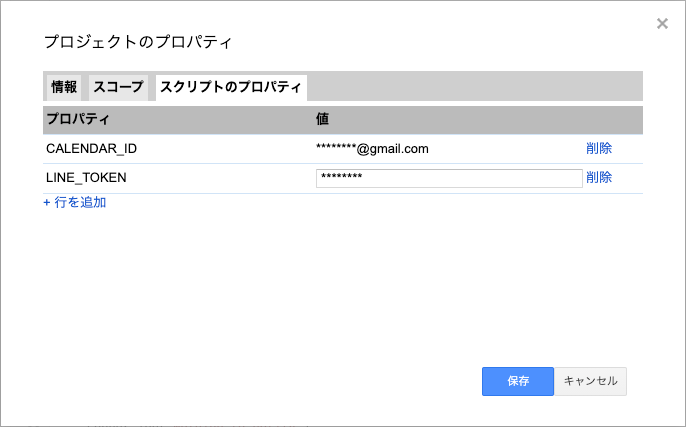 プロジェクトのプロパティ
情報 スコープ スクリプトのプロパティ
プロパティ 値
CALENDAR_ID ********@gmail.com 削除
LINE_TOKEN ******** 削除
+ 行を追加
保存 キャンセル